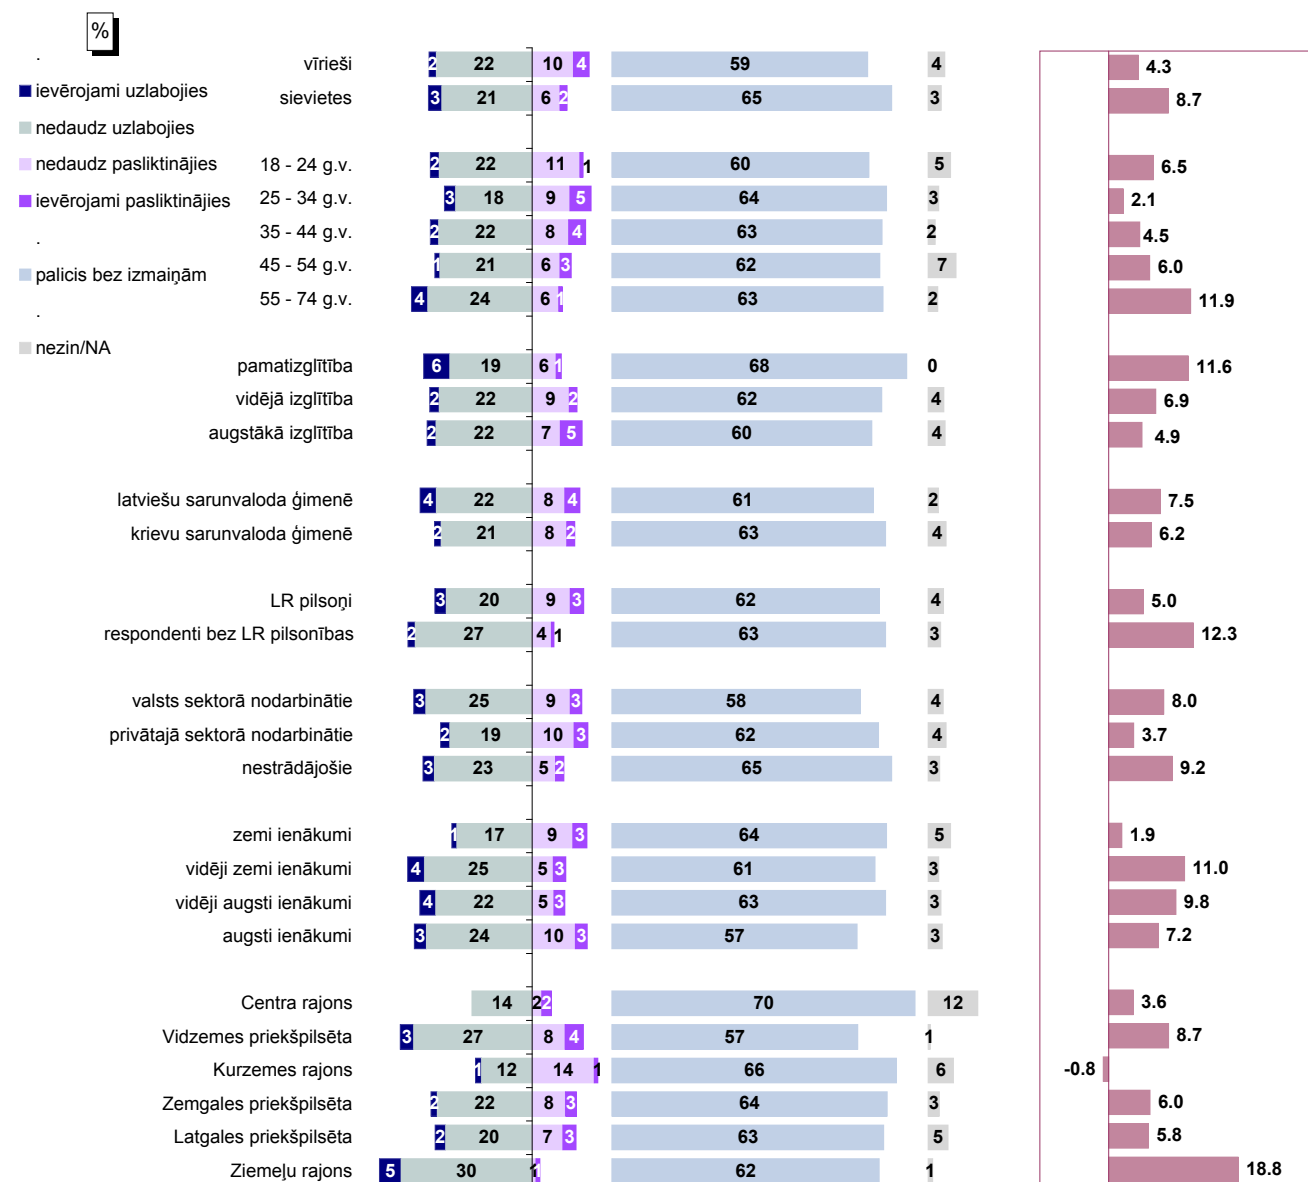 %
.
ievērojami uzlabojies
nedaudz uzlabojies
nedaudz pasliktinājies
ievērojami pasliktinājies
.
palicis bez izmaiņām
.
nezin/NA
vīrieši 2 22 10 4 59 4 4.3
sievietes 3 21 6 2 65 3 8.7
18 - 24 g.v. 2 22 11 1 60 5 6.5
25 - 34 g.v. 3 18 9 5 64 3 2.1
35 - 44 g.v. 2 22 8 4 63 2 4.5
45 - 54 g.v. 1 21 6 3 62 7 6.0
55 - 74 g.v. 4 24 6 1 63 2 11.9
pamatizglītība 6 19 6 1 68 0 11.6
vidējā izglītība 2 22 9 2 62 4 6.9
augstākā izglītība 2 22 7 5 60 4 4.9
latviešu sarunvaloda ģimenē 4 22 8 4 61 2 7.5
krievu sarunvaloda ģimenē 2 21 8 2 63 4 6.2
LR pilsoņi 3 20 9 3 62 4 5.0
respondenti bez LR pilsonības 2 27 4 1 63 3 12.3
valsts sektorā nodarbinātie 3 25 9 3 58 4 8.0
privātajā sektorā nodarbinātie 2 19 10 3 62 4 3.7
nestrādājošie 3 23 5 2 65 3 9.2
zemi ienākumi 1 17 9 3 64 5 1.9
vidēji zemi ienākumi 4 25 5 3 61 3 11.0
vidēji augsti ienākumi 4 22 5 3 63 3 9.8
augsti ienākumi 3 24 10 3 57 3 7.2
Centra rajons 14 2 2 70 12 3.6
Vidzemes priekšpilsēta 3 27 8 4 57 1 8.7
Kurzemes rajons 1 12 14 1 66 6 -0.8
Zemgales priekšpilsēta 2 22 8 3 64 3 6.0
Latgales priekšpilsēta 2 20 7 3 63 5 5.8
Ziemeļu rajons 5 30 1 1 62 1 18.8